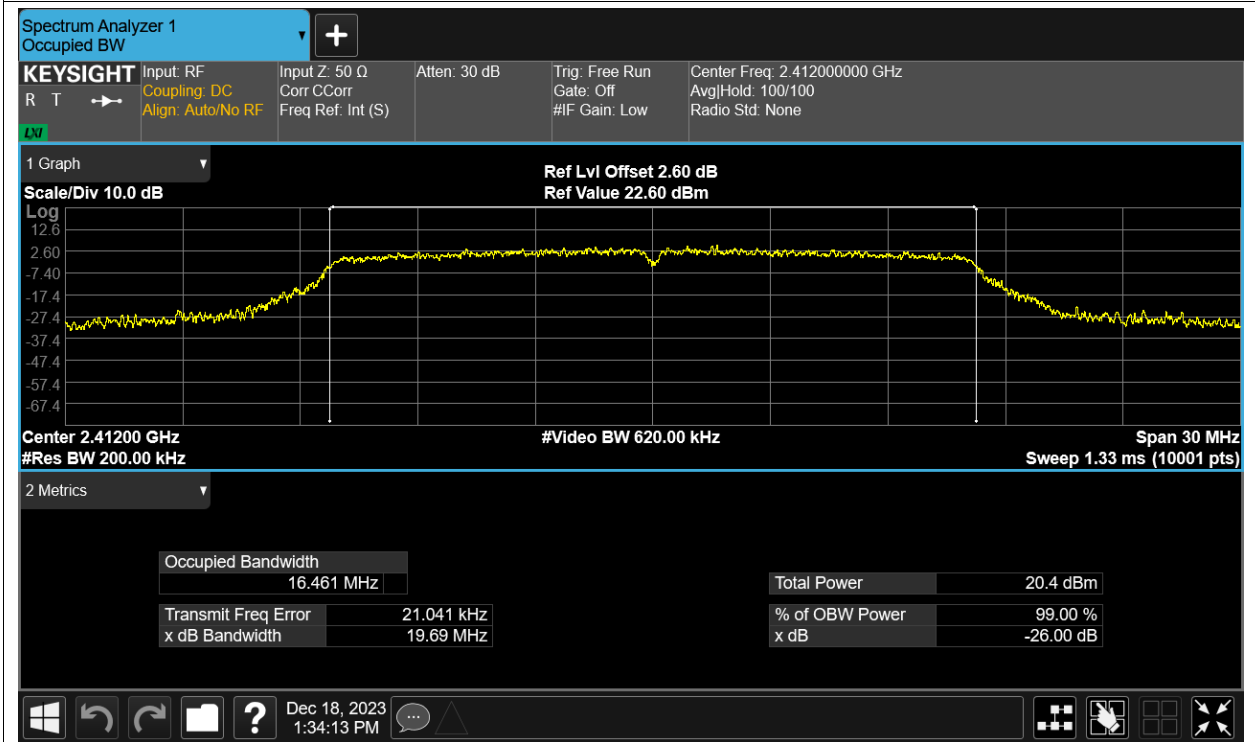 Spectrum Analyzer 1
Occupied BW
KEYSIGHT
R T
LXI
Input: RF
Coupling: DC
Align: Auto/No RF
Input Z: 50 Ω
Corr CCorr
Freq Ref: Int (S)
Atten: 30 dB
Trig: Free Run
Gate: Off
#IF Gain: Low
Center Freq: 2.412000000 GHz
Avg|Hold: 100/100
Radio Std: None
1 Graph
Scale/Div 10.0 dB
Ref Lvl Offset 2.60 dB
Ref Value 22.60 dBm
Log
12.6
2.60
-7.40
-17.4
-27.4
-37.4
-47.4
-57.4
-67.4
Center 2.41200 GHz
#Res BW 200.00 kHz
#Video BW 620.00 kHz
Span 30 MHz
Sweep 1.33 ms (10001 pts)
2 Metrics
Occupied Bandwidth
16.461 MHz
Transmit Freq Error 21.041 kHz
x dB Bandwidth 19.69 MHz
Total Power 20.4 dBm
% of OBW Power 99.00 %
x dB -26.00 dB
?
Dec 18, 2023
1:34:13 PM